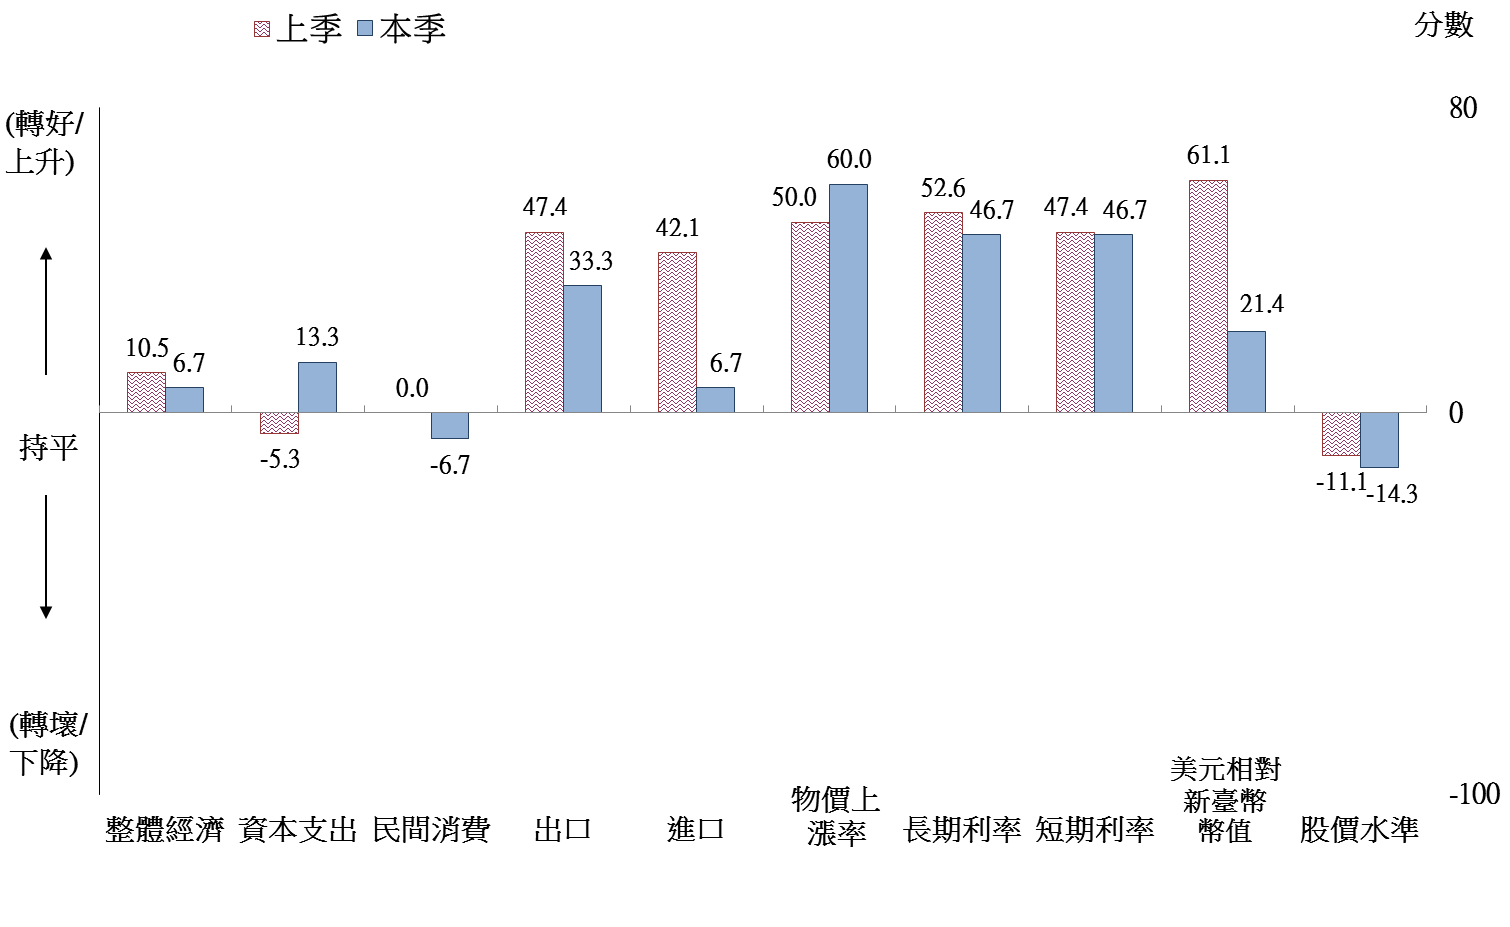 上季 本季
分數
(轉好/
上升)
80
10.5
6.7
-5.3
13.3
0.0
-6.7
47.4
33.3
42.1
6.7
50.0
60.0
52.6
46.7
47.4
46.7
61.1
21.4
-11.1
-14.3
0
持平
(轉壞/
下降)
-100
整體經濟
資本支出
民間消費
出口
進口
物價上
漲率
長期利率
短期利率
美元相對
新臺幣
幣值
股價水準